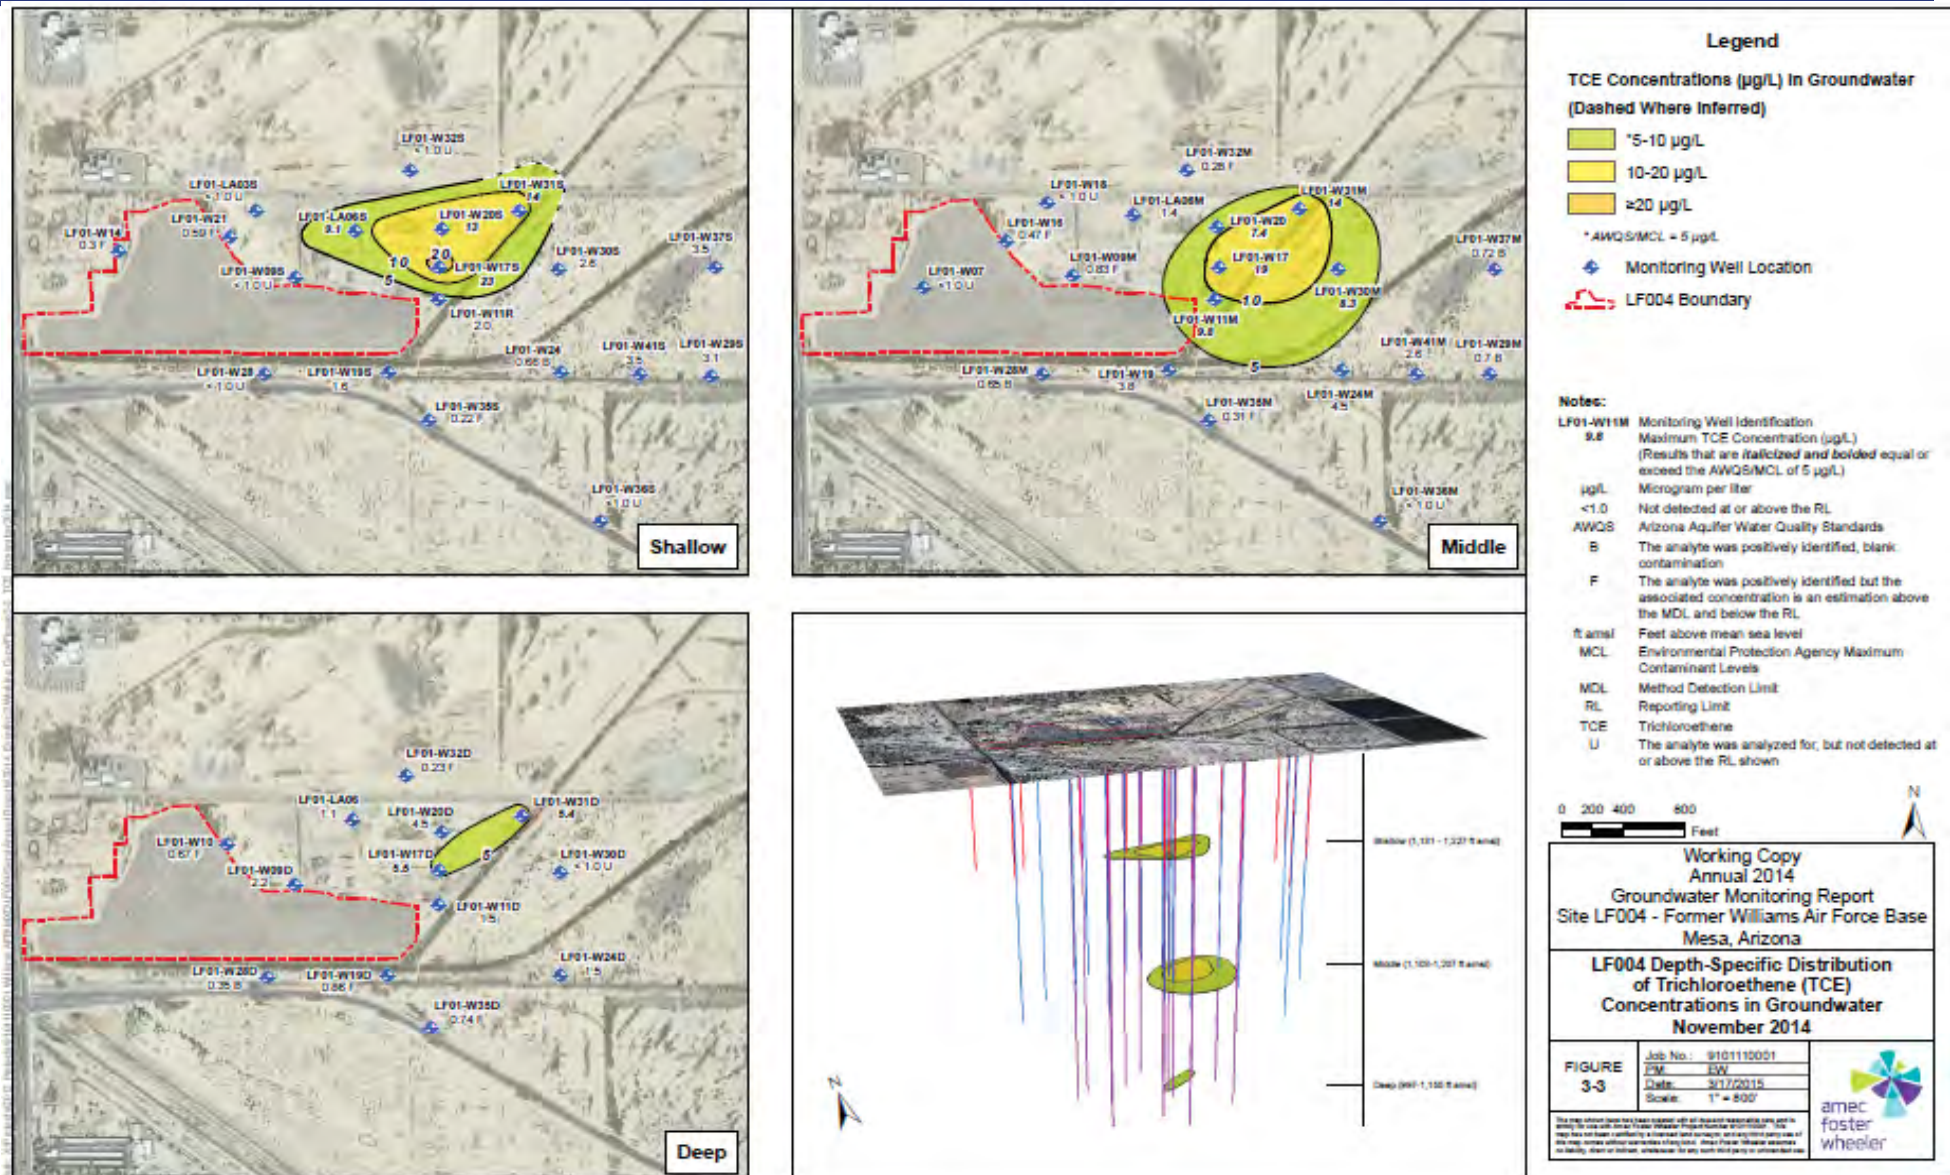 LF01-W32S
<1.0 U
LF01-LA03S
<1.0 U
LF01-W21
0.59 F
LF01-W14
0.3 F
LF01-LA06S
9.1
LF01-W20S
13
LF01-W31S
14
LF01-W09S
<1.0 U
LF01-W17S
23
LF01-W30S
2.6
LF01-W37S
3.5
10
20
5
LF01-W11R
2.0
LF01-W24
0.66 B
LF01-W41S
3.5
LF01-W29S
3.1
LF01-W28
<1.0 U
LF01-W19S
1.6
LF01-W35S
0.22 F
LF01-W36S
<1.0 U
Shallow
LF01-W32M
0.28 F
LF01-W18
<1.0 U
LF01-LA06M
1.4
LF01-W16
0.47 F
LF01-W20
7.4
LF01-W31M
14
LF01-W37M
0.72 B
LF01-W07
<1.0 U
LF01-W09M
0.83 F
LF01-W17
19
LF01-W30M
8.3
10
LF01-W11M
9.8
5
LF01-W28M
0.65 B
LF01-W19
3.8
LF01-W41M
2.6
LF01-W29M
0.7 B
LF01-W24M
4.5
LF01-W35M
0.31 F
LF01-W36M
<1.0 U
Middle
LF01-W32D
0.23 F
LF01-LA06
1.1
LF01-W20D
4.5
LF01-W31D
5.4
LF01-W10
0.67 F
LF01-W17D
5.5
5
LF01-W30D
<1.0 U
LF01-W09D
2.2
LF01-W11D
1.5
LF01-W28D
0.35 B
LF01-W19D
0.86 F
LF01-W24D
1.5
LF01-W35D
0.74 F
Deep
N
Legend
TCE Concentrations (µg/L) in Groundwater
(Dashed Where Inferred)
*5-10 µg/L
10-20 µg/L
≥20 µg/L
* AWQS/MCL = 5 µg/L
Monitoring Well Location
LF004 Boundary
Notes:
LF01-W11M Monitoring Well Identification
9.8 Maximum TCE Concentration (µg/L)
(Results that are italicized and bolded equal or
exceed the AWQS/MCL of 5 µg/L)
µg/L Microgram per liter
<1.0 Not detected at or above the RL
AWQS Arizona Aquifer Water Quality Standards
B The analyte was positively identified, blank
contamination
F The analyte was positively identified but the
associated concentration is an estimation above
the MDL and below the RL
ft amsl Feet above mean sea level
MCL Environmental Protection Agency Maximum
Contaminant Levels
MDL Method Detection Limit
RL Reporting Limit
TCE Trichloroethene
U The analyte was analyzed for, but not detected at
or above the RL shown
0 200 400 800
Feet
N
Working Copy
Annual 2014
Groundwater Monitoring Report
Site LF004 - Former Williams Air Force Base
Mesa, Arizona
LF004 Depth-Specific Distribution
of Trichloroethene (TCE)
Concentrations in Groundwater
November 2014
FIGURE
3-3
Job No.: 9101110001
PM: EW
Date: 3/17/2015
Scale: 1" = 800'
amec
foster
wheeler